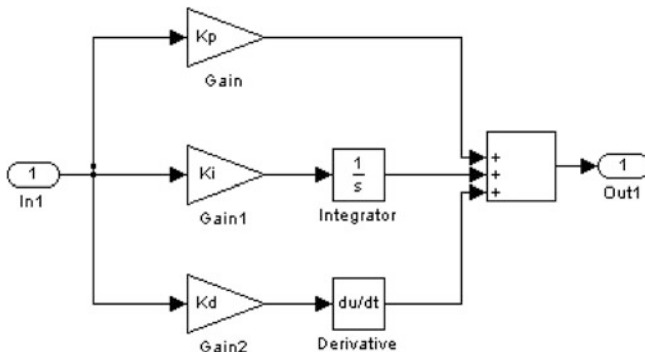 Kp
Gain
1
In1
Ki
Gain1
1
s
Integrator
+
+
+
1
Out1
Kd
Gain2
du/dt
Derivative